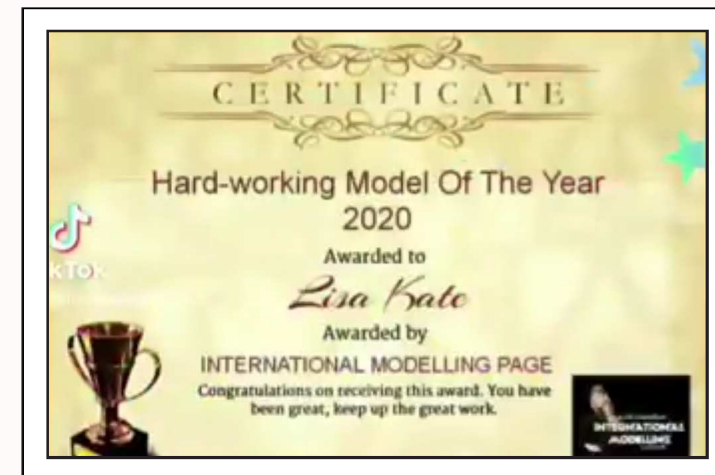 CERTIFICATE
Hard-working Model Of The Year
2020
Awarded to
Lisa Kate
Awarded by
INTERNATIONAL MODELLING PAGE
Congratulations on receiving this award. You have
been great, keep up the great work.
KTOK
INTERNATIONAL
MODELLING